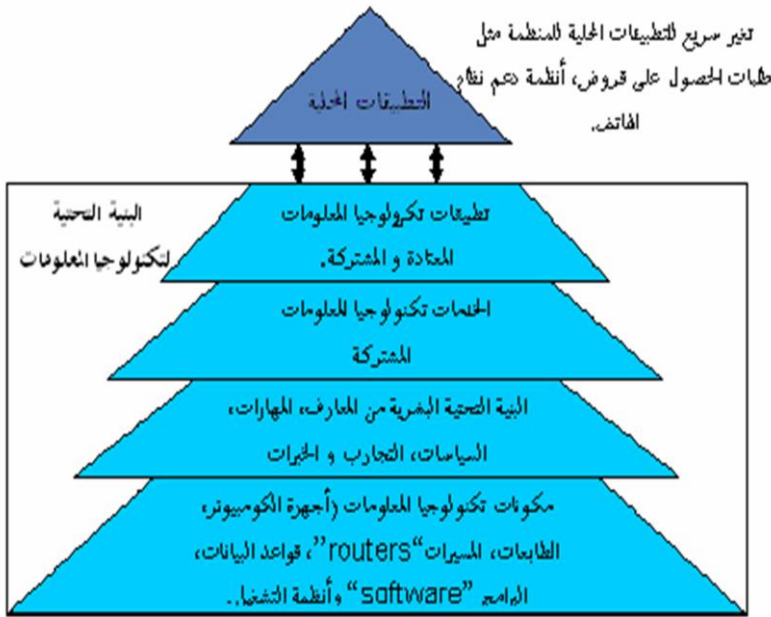 تغير سريع للتطبيقات المحلية للمنظمة مثل
طلبات الحصول على قروض، أنظمة دعم نظام
الهاتف.
التطبيقات المحلية
البنية التحتية
لتكنولوجيا المعلومات
تطبيقات تكنولوجيا المعلومات
المعتادة و المشتركة.
الخدمات تكنولوجيا المعلومات
المشتركة
البنية التحتية البشرية من المعارف، المهارات،
السياسات، التجارب و الخبرات
مكونات تكنولوجيا المعلومات (أجهزة الكومبيوتر،
الطابعات، المسيرات“routers”، قواعد البيانات،
البرامج “software” وأنظمة التشغيل..